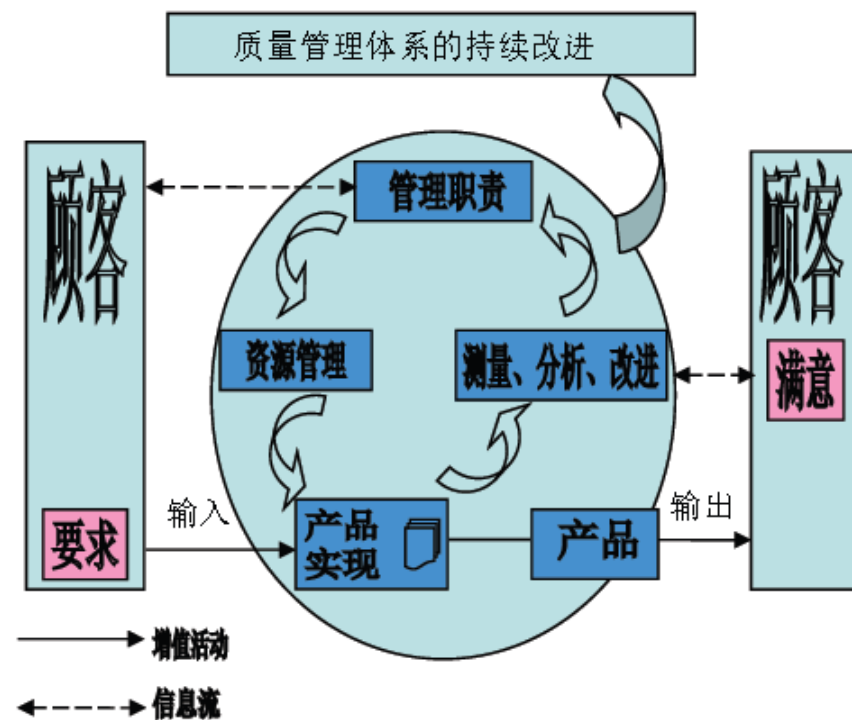 质量管理体系的持续改进
顾客
管理职责
顾客
资源管理
测量、分析、改进
满意
输入
产品
实现
产品
输出
要求
增值活动
信息流